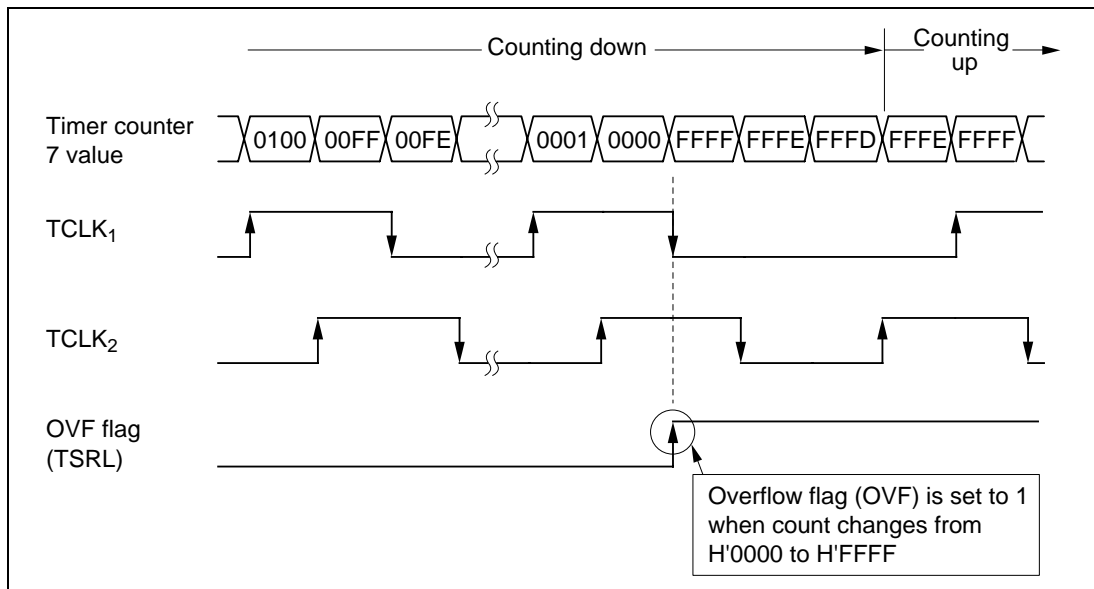 Counting down
Counting
up
Timer counter
7 value
0100 00FF 00FE 0001 0000 FFFF FFFE FFFD FFFE FFFF
TCLK1
TCLK2
OVF flag
(TSRL)
Overflow flag (OVF) is set to 1
when count changes from
H'0000 to H'FFFF